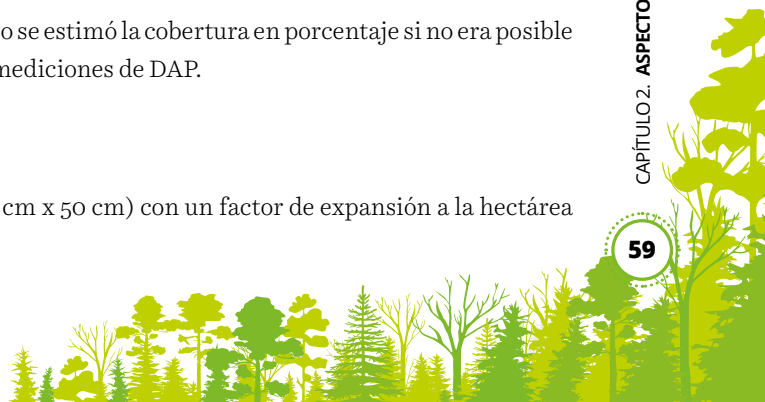 o se estimó la cobertura en porcentaje si no era posible
mediciones de DAP.
cm x 50 cm) con un factor de expansión a la hectárea
CAPÍTULO 2. ASPECTO
59